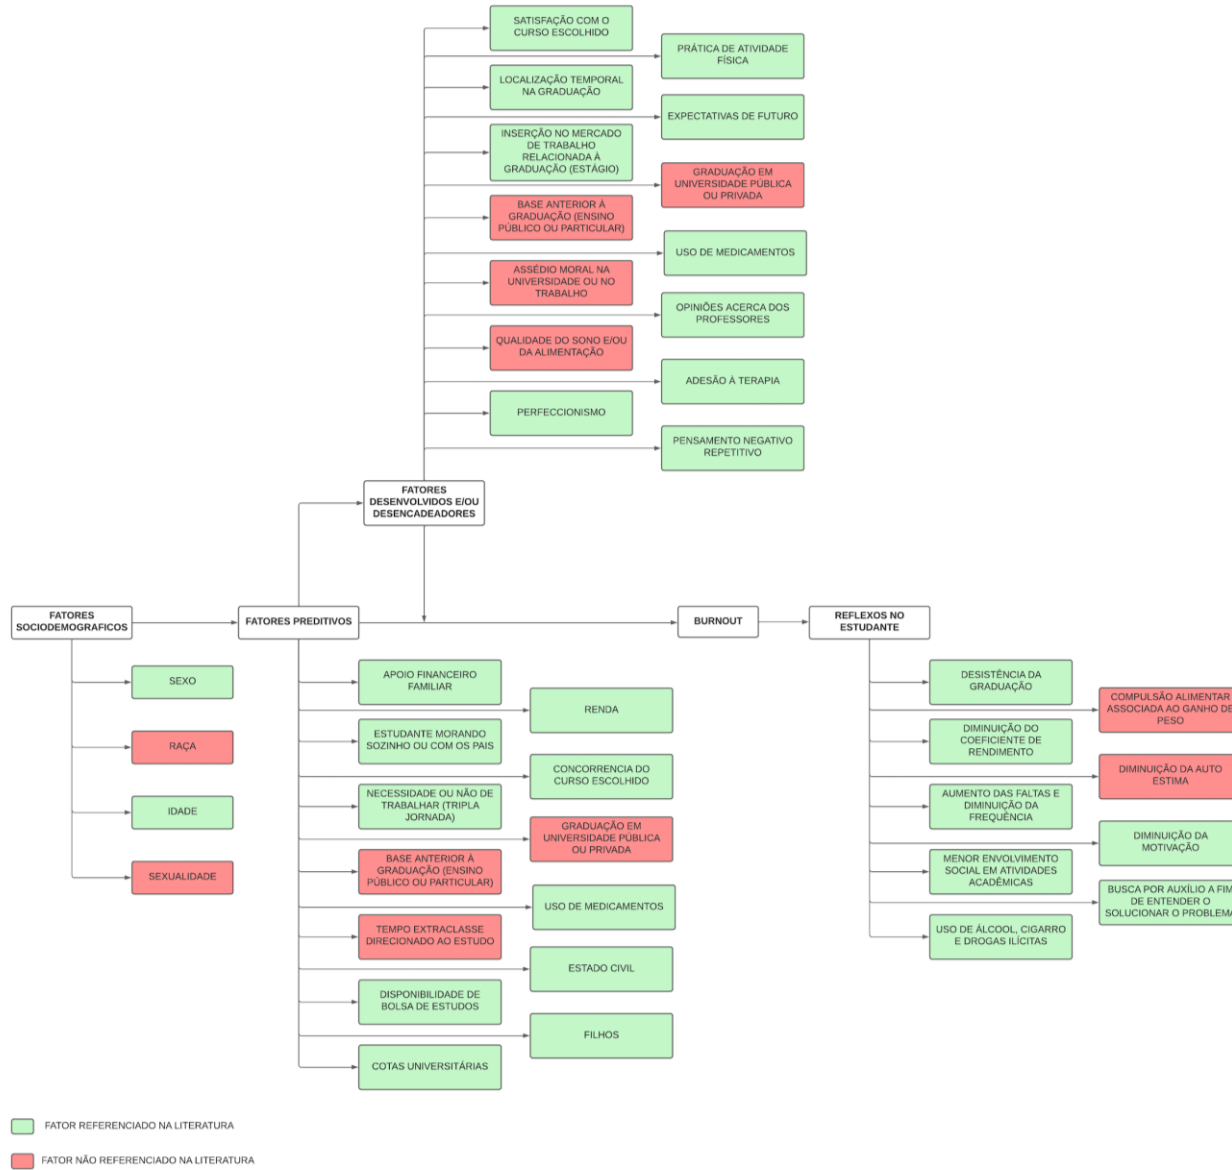 SATISFAÇÃO COM O
CURSO ESCOLHIDO
PRÁTICA DE ATIVIDADE
FÍSICA
LOCALIZAÇÃO TEMPORAL
NA GRADUAÇÃO
EXPECTATIVAS DE FUTURO
INSERÇÃO NO MERCADO
DE TRABALHO
RELACIONADA À
GRADUAÇÃO (ESTÁGIO)
GRADUAÇÃO EM
UNIVERSIDADE PÚBLICA
OU PRIVADA
BASE ANTERIOR À
GRADUAÇÃO (ENSINO
PÚBLICO OU PARTICULAR)
USO DE MEDICAMENTOS
ASSÉDIO MORAL NA
UNIVERSIDADE OU NO
TRABALHO
OPINIÕES ACERCA DOS
PROFESSORES
QUALIDADE DO SONO E/OU
DA ALIMENTAÇÃO
ADESÃO À TERAPIA
PERFECCIONISMO
PENSAMENTO NEGATIVO
REPETITIVO
FATORES
DESENVOLVIDOS E/OU
DESENCADEADORES
FATORES
SOCIODEMOGRAFICOS
FATORES PREDITIVOS
BURNOUT
REFLEXOS NO
ESTUDANTE
SEXO
RAÇA
IDADE
SEXUALIDADE
APOIO FINANCEIRO
FAMILIAR
RENDA
ESTUDANTE MORANDO
SOZINHO OU COM OS PAIS
CONCORRENCIA DO
CURSO ESCOLHIDO
NECESSIDADE OU NÃO DE
TRABALHAR (TRIPLA
JORNADA)
GRADUAÇÃO EM
UNIVERSIDADE PÚBLICA
OU PRIVADA
BASE ANTERIOR À
GRADUAÇÃO (ENSINO
PÚBLICO OU PARTICULAR)
USO DE MEDICAMENTOS
TEMPO EXTRACLASSE
DIRECIONADO AO ESTUDO
ESTADO CIVIL
DISPONIBILIDADE DE
BOLSA DE ESTUDOS
FILHOS
COTAS UNIVERSITÁRIAS
DESISTÊNCIA DA
GRADUAÇÃO
COMPULSÃO ALIMENTAR
ASSOCIADA AO GANHO DE
PESO
DIMINUIÇÃO DO
COEFICIENTE DE
RENDIMENTO
DIMINUIÇÃO DA AUTO
ESTIMA
AUMENTO DAS FALTAS E
DIMINUIÇÃO DA
FREQUÊNCIA
DIMINUIÇÃO DA
MOTIVAÇÃO
MENOR ENVOLVIMENTO
SOCIAL EM ATIVIDADES
ACADÊMICAS
BUSCA POR AUXÍLIO A FIM
DE ENTENDER O
SOLUCIONAR O PROBLEMA
USO DE ÁLCOOL, CIGARRO
E DROGAS ILÍCITAS
FATOR REFERENCIADO NA LITERATURA
FATOR NÃO REFERENCIADO NA LITERATURA